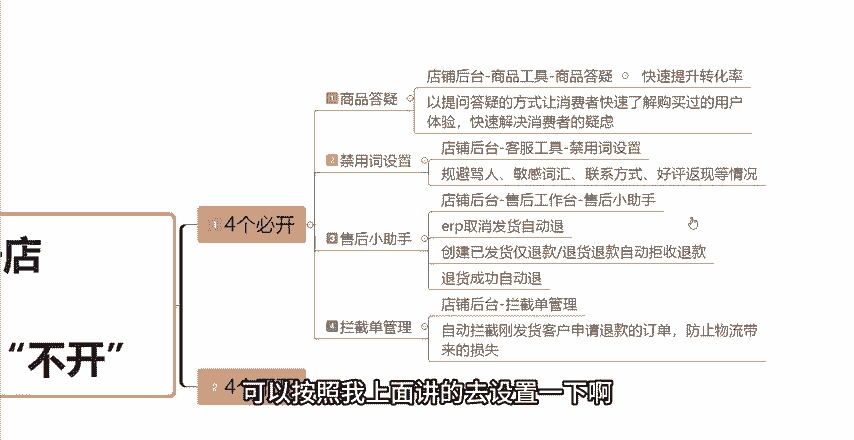 店
“不开”
1 4个必开
1 商品答疑
店铺后台-商品工具-商品答疑
快速提升转化率
以提问答疑的方式让消费者快速了解购买过的用户
体验，快速解决消费者的疑虑
2 禁用词设置
店铺后台-客服工具-禁用词设置
规避骂人、敏感词汇、联系方式、好评返现等情况
3 售后小助手
店铺后台-售后工作台-售后小助手
erp取消发货自动退
创建已发货仅退款/退货退款自动拒收退款
退货成功自动退
4 拦截单管理
店铺后台-拦截单管理
自动拦截刚发货客户申请退款的订单，防止物流带
来的损失
2 4个
可以按照我上面讲的去设置一下啊